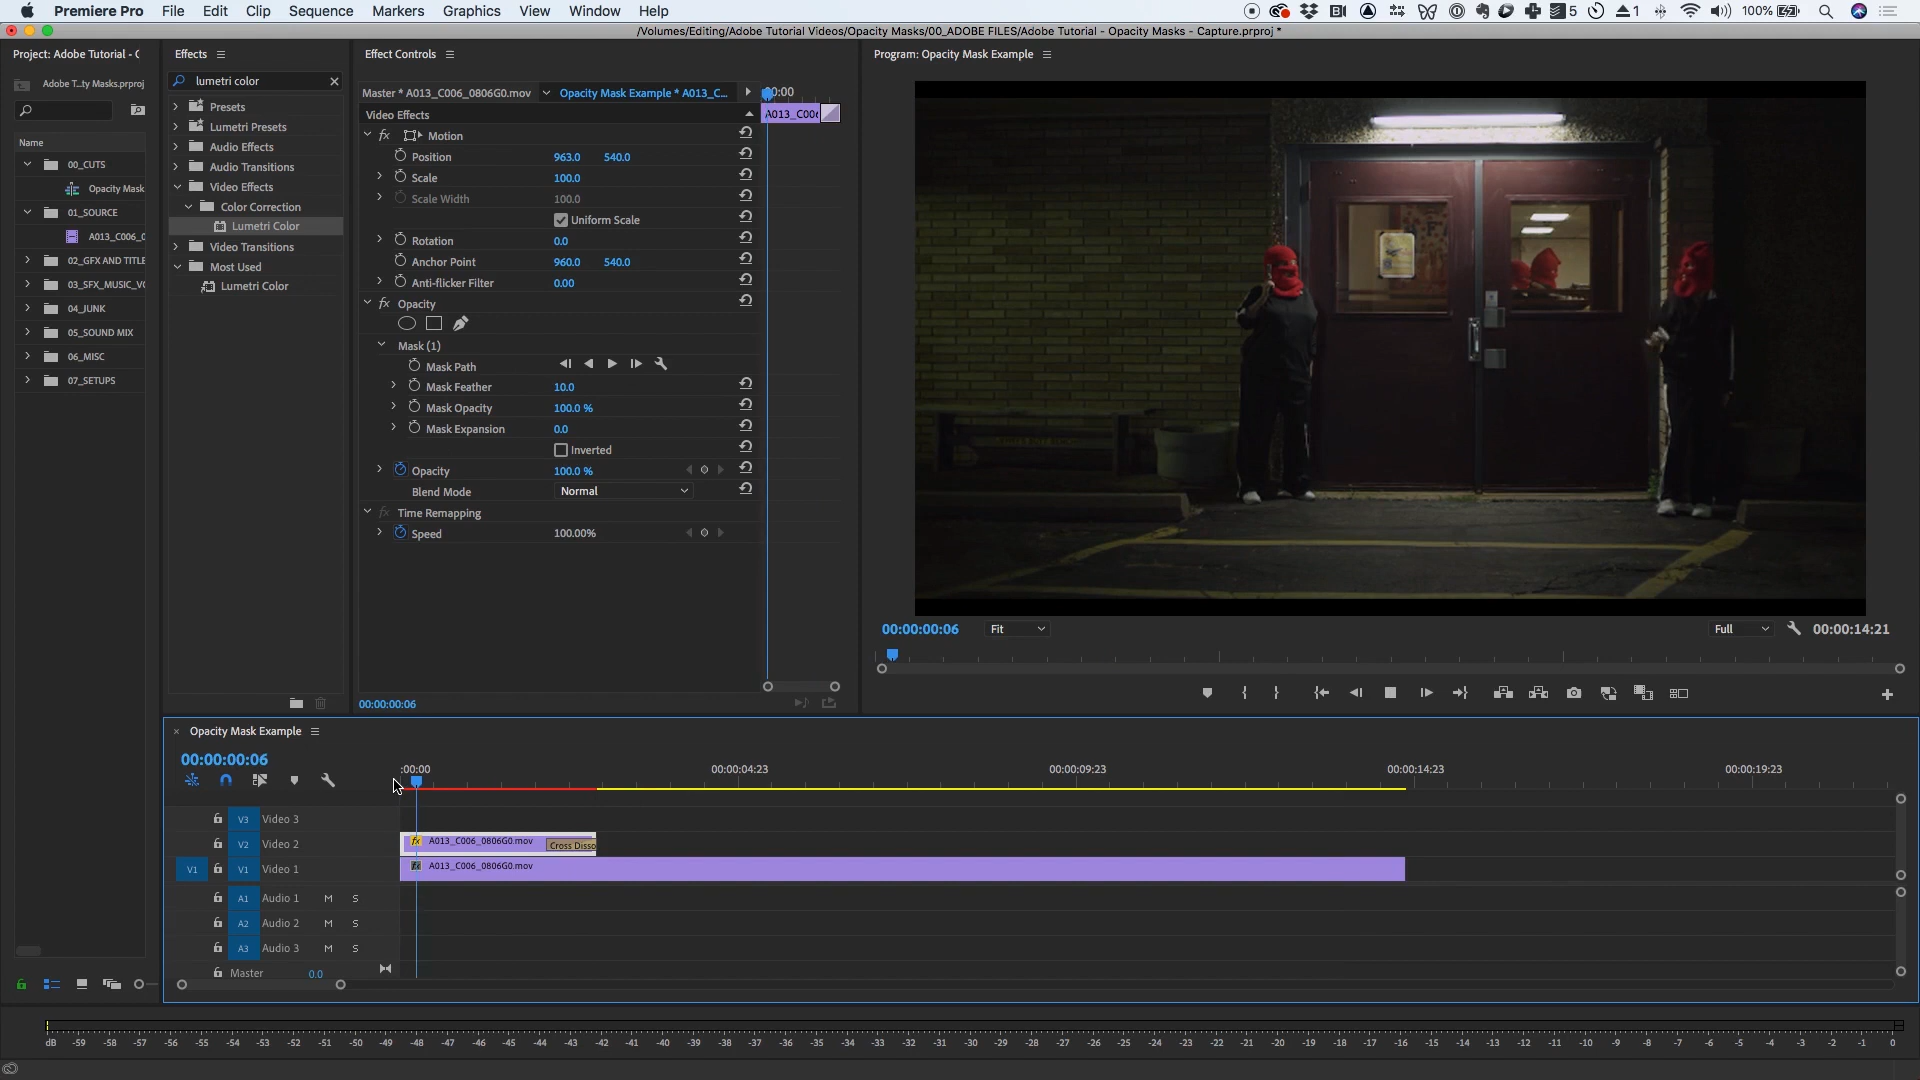 Premiere Pro File Edit Clip Sequence Markers Graphics View Window Help
5 1 100%
/Volumes/Editing/Adobe Tutorial Videos/Opacity Masks/00_ADOBE FILES/Adobe Tutorial - Opacity Masks - Capture.prproj *
Project: Adobe Tutorial - C
Adobe T...ty Masks.prproj
Name
00_CUTS
Opacity Mask
01_SOURCE
A013_C006_0
02_GFX AND TITLE
03_SFX_MUSIC_VO
04_JUNK
05_SOUND MIX
06_MISC
07_SETUPS
Effects
lumetri color
Presets
Lumetri Presets
Audio Effects
Audio Transitions
Video Effects
Color Correction
Lumetri Color
Video Transitions
Most Used
Lumetri Color
Effect Controls
Master * A013_C006_0806G0.mov
Opacity Mask Example * A013_C...
:00:00
Video Effects
A013_C006
fx Motion
Position 963.0 540.0
Scale 100.0
Scale Width 100.0
Uniform Scale
Rotation 0.0
Anchor Point 960.0 540.0
Anti-flicker Filter 0.00
fx Opacity
Mask (1)
Mask Path
Mask Feather 10.0
Mask Opacity 100.0 %
Mask Expansion 0.0
Inverted
Opacity 100.0 %
Blend Mode Normal
fx Time Remapping
Speed 100.00%
00:00:00:06
Program: Opacity Mask Example
00:00:00:06 Fit Full 00:00:14:21
Opacity Mask Example
00:00:00:06
:00:00 00:00:04:23 00:00:09:23 00:00:14:23 00:00:19:23
V3 Video 3
V2 Video 2
fx A013_C006_0806G0.mov Cross Disso
V1 V1 Video 1
fx A013_C006_0806G0.mov
A1 Audio 1 M S
A2 Audio 2 M S
A3 Audio 3 M S
Master 0.0
dB -59 -58 -57 -56 -55 -54 -53 -52 -51 -50 -49 -48 -47 -46 -45 -44 -43 -42 -41 -40 -39 -38 -37 -36 -35 -34 -33 -32 -31 -30 -29 -28 -27 -26 -25 -24 -23 -22 -21 -20 -19 -18 -17 -16 -15 -14 -13 -12 -11 -10 -9 -8 -7 -6 -5 -4 -3 -2 -1 0